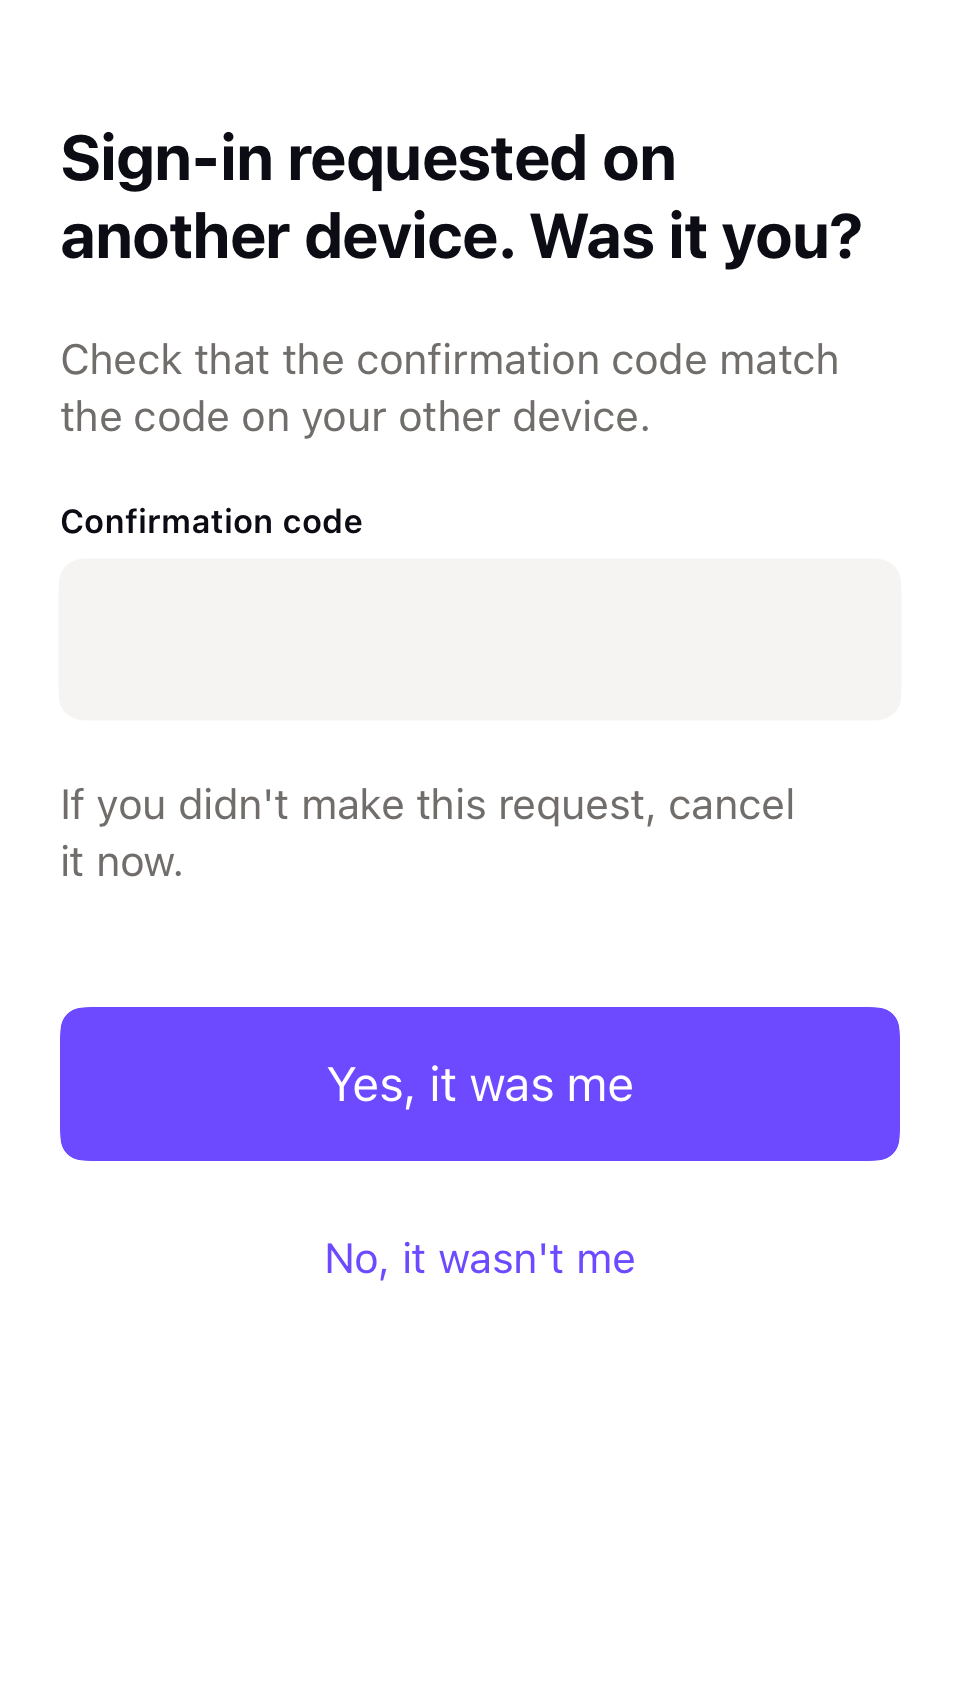 Sign-in requested on
another device. Was it you?
Check that the confirmation code match
the code on your other device.
Confirmation code
If you didn't make this request, cancel
it now.
Yes, it was me
No, it wasn't me